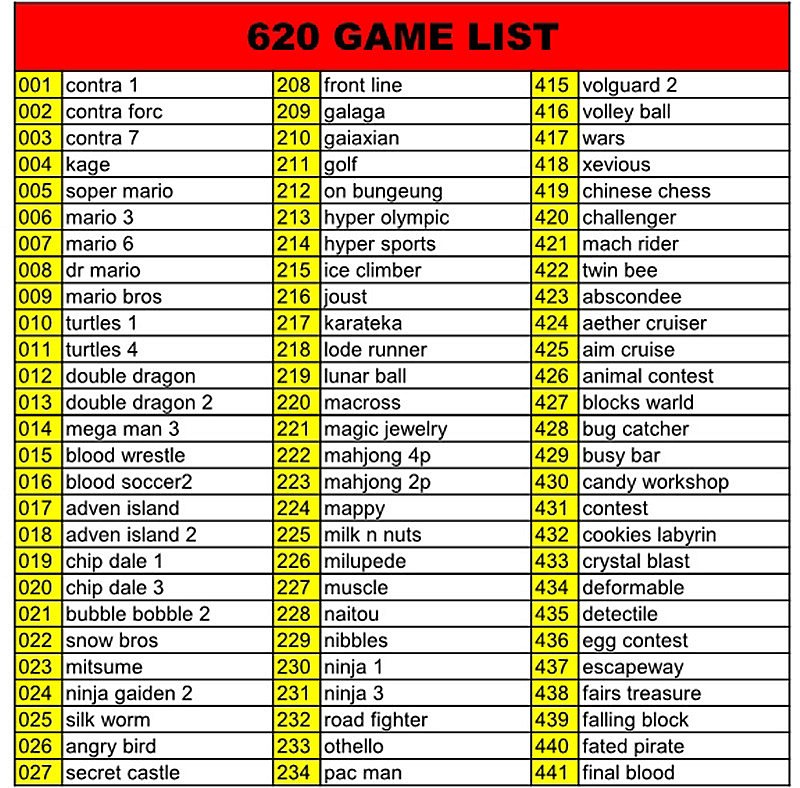 620 GAME LIST
001 contra 1 208 front line 415 volguard 2
002 contra forc 209 galaga 416 volley ball
003 contra 7 210 gaiaxian 417 wars
004 kage 211 golf 418 xevious
005 soper mario 212 on bungeung 419 chinese chess
006 mario 3 213 hyper olympic 420 challenger
007 mario 6 214 hyper sports 421 mach rider
008 dr mario 215 ice climber 422 twin bee
009 mario bros 216 joust 423 abscondee
010 turtles 1 217 karateka 424 aether cruiser
011 turtles 4 218 lode runner 425 aim cruise
012 double dragon 219 lunar ball 426 animal contest
013 double dragon 2 220 macross 427 blocks warld
014 mega man 3 221 magic jewelry 428 bug catcher
015 blood wrestle 222 mahjong 4p 429 busy bar
016 blood soccer2 223 mahjong 2p 430 candy workshop
017 adven island 224 mappy 431 contest
018 adven island 2 225 milk n nuts 432 cookies labyrin
019 chip dale 1 226 milupede 433 crystal blast
020 chip dale 3 227 muscle 434 deformable
021 bubble bobble 2 228 naitou 435 detectile
022 snow bros 229 nibbles 436 egg contest
023 mitsume 230 ninja 1 437 escapeway
024 ninja gaiden 2 231 ninja 3 438 fairs treasure
025 silk worm 232 road fighter 439 falling block
026 angry bird 233 othello 440 fated pirate
027 secret castle 234 pac man 441 final blood